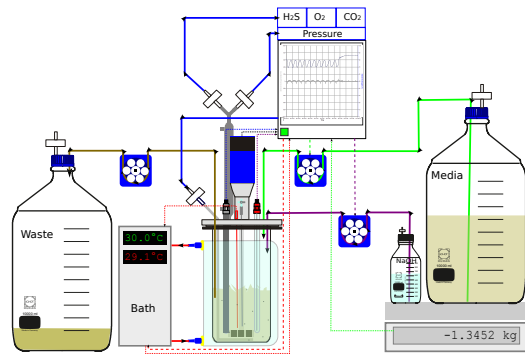 H₂S O₂ CO₂
Pressure
Media
Waste
30.0°C
29.1°C
NaOH
Bath
-1.3452 kg